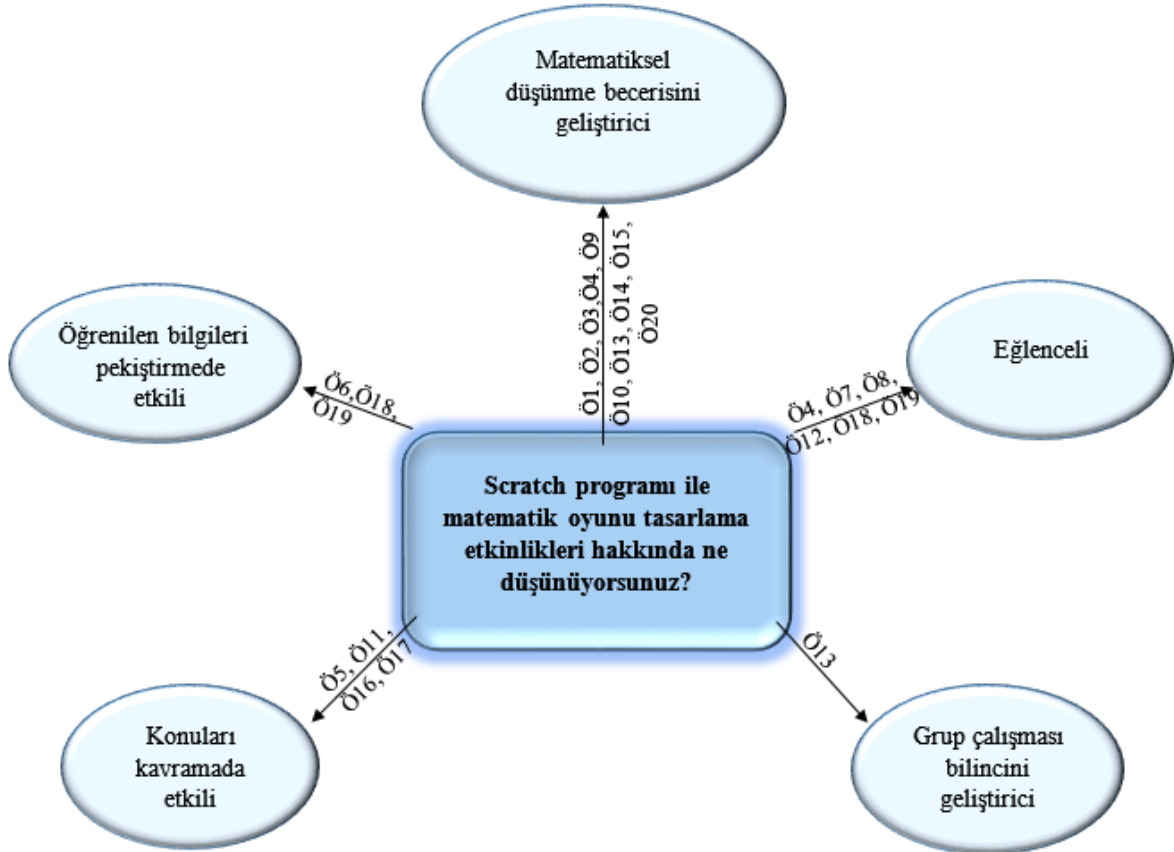 Matematiksel
düşünme becerisini
geliştirici
Ö1, Ö2, Ö3,Ö4, Ö9
Ö10, Ö13, Ö14, Ö15,
Ö20
Öğrenilen bilgileri
pekiştirmede
etkili
Ö6,Ö18,
Ö19
Eğlenceli
Ö4, Ö7, Ö8,
Ö12, Ö18, Ö19
Scratch programı ile
matematik oyunu tasarlama
etkinlikleri hakkında ne
düşünüyorsunuz?
Ö5, Ö11,
Ö16, Ö17
Konuları
kavramada
etkili
Ö13
Grup çalışması
bilincini
geliştirici